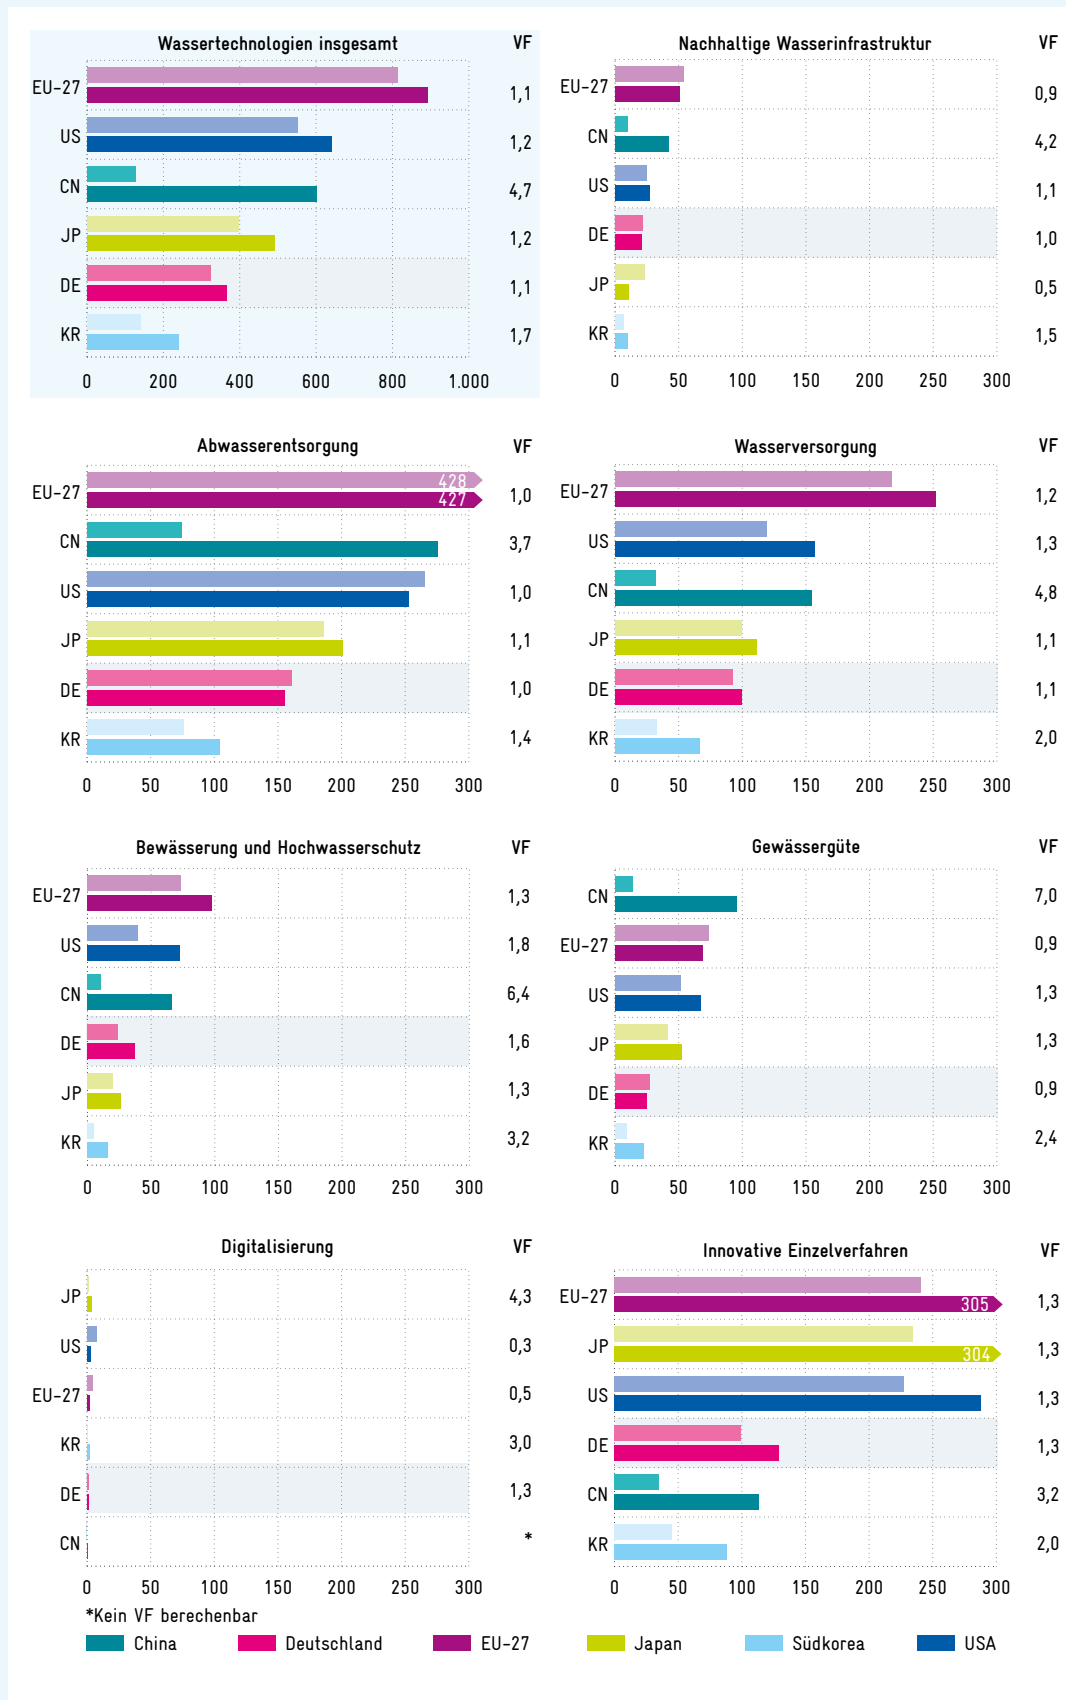 Wassertechnologien insgesamt VF
EU-27 1,1
US 1,2
CN 4,7
JP 1,2
DE 1,1
KR 1,7
0 200 400 600 800 1.000
Nachhaltige Wasserinfrastruktur VF
EU-27 0,9
CN 4,2
US 1,1
DE 1,0
JP 0,5
KR 1,5
0 50 100 150 200 250 300
Abwasserentsorgung VF
428
EU-27 1,0
427
CN 3,7
US 1,0
JP 1,1
DE 1,0
KR 1,4
0 50 100 150 200 250 300
Wasserversorgung VF
EU-27 1,2
US 1,3
CN 4,8
JP 1,1
DE 1,1
KR 2,0
0 50 100 150 200 250 300
Bewässerung und Hochwasserschutz VF
EU-27 1,3
US 1,8
CN 6,4
DE 1,6
JP 1,3
KR 3,2
0 50 100 150 200 250 300
Gewässergüte VF
CN 7,0
EU-27 0,9
US 1,3
JP 1,3
DE 0,9
KR 2,4
0 50 100 150 200 250 300
Digitalisierung VF
JP 4,3
US 0,3
EU-27 0,5
KR 3,0
DE 1,3
CN *
0 50 100 150 200 250 300
*Kein VF berechenbar
Innovative Einzelverfahren VF
EU-27 305 1,3
JP 304 1,3
US 1,3
DE 1,3
CN 3,2
KR 2,0
0 50 100 150 200 250 300
China Deutschland EU-27 Japan Südkorea USA